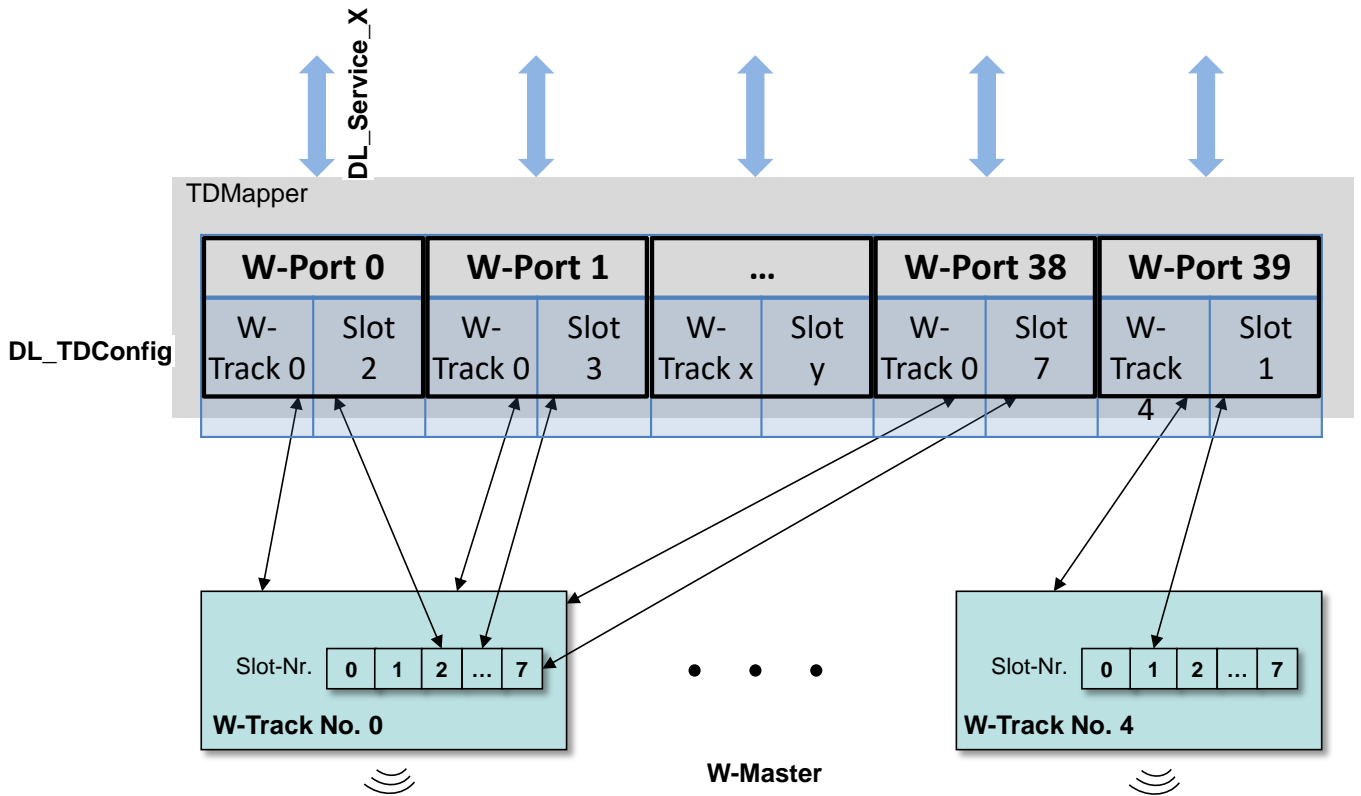 DL_Service_X
TDMapper
W-Port 0 W-Port 1 ... W-Port 38 W-Port 39
W- Slot W- Slot W- Slot W- Slot W- Slot
Track 0 2 Track 0 3 Track x y Track 0 7 Track 1
4
DL_TDConfig
Slot-Nr. 0 1 2 ... 7
W-Track No. 0
Slot-Nr. 0 1 2 ... 7
W-Track No. 4
W-Master